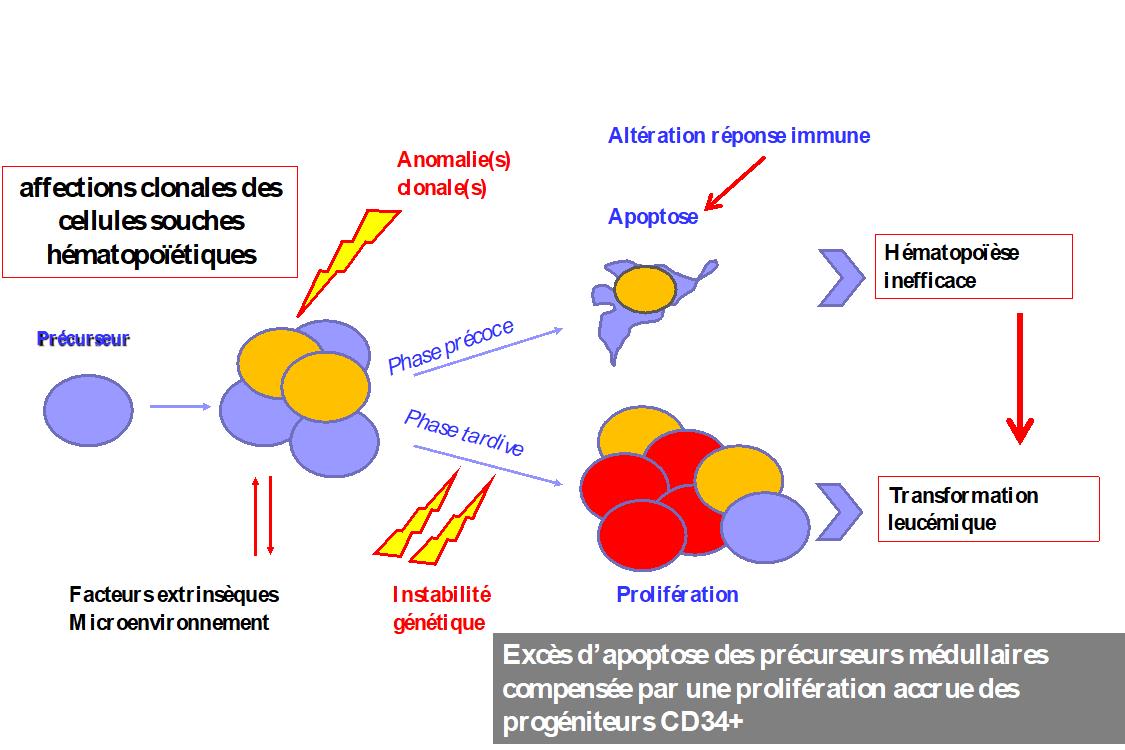 Altération réponse immune
Anomalie(s)
clonale(s)
affections clonales des
cellules souches
hématopoïétiques
Apoptose
Hématopoïèse
inefficace
Précurseur
Phase précoce
Phase tardive
Transformation
leucémique
Facteurs extrinsèques
Microenvironnement
Instabilité
génétique
Prolifération
Excès d’apoptose des précurseurs médullaires
compensée par une prolifération accrue des
progéniteurs CD34+